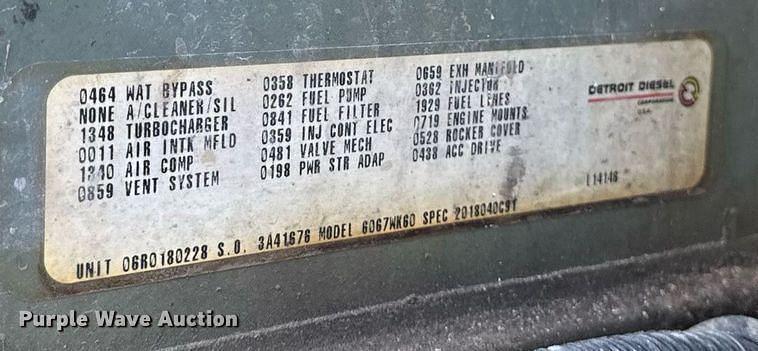 0464 WAT BYPASS
NONE A/CLEANER/SIL
1348 TURBOCHARGER
0011 AIR INTK MFLD
1340 AIR COMP
0859 VENT SYSTEM
0358 THERMOSTAT
0262 FUEL PUMP
0841 FUEL FILTER
0359 INJ CONT ELEC
0481 VALVE MECH
0198 PWR STR ADAP
0659 EXH MANIFOLD
0362 INJECTOR
1929 FUEL LINES
0719 ENGINE MOUNTS
0528 ROCKER COVER
0438 ACC DRIVE
DETROIT DIESEL
CORPORATION
U.S.A.
L14146
UNIT 06R0180228 S.O. 3A41676 MODEL 6067WK60 SPEC 2018040C91
Purple Wave Auction